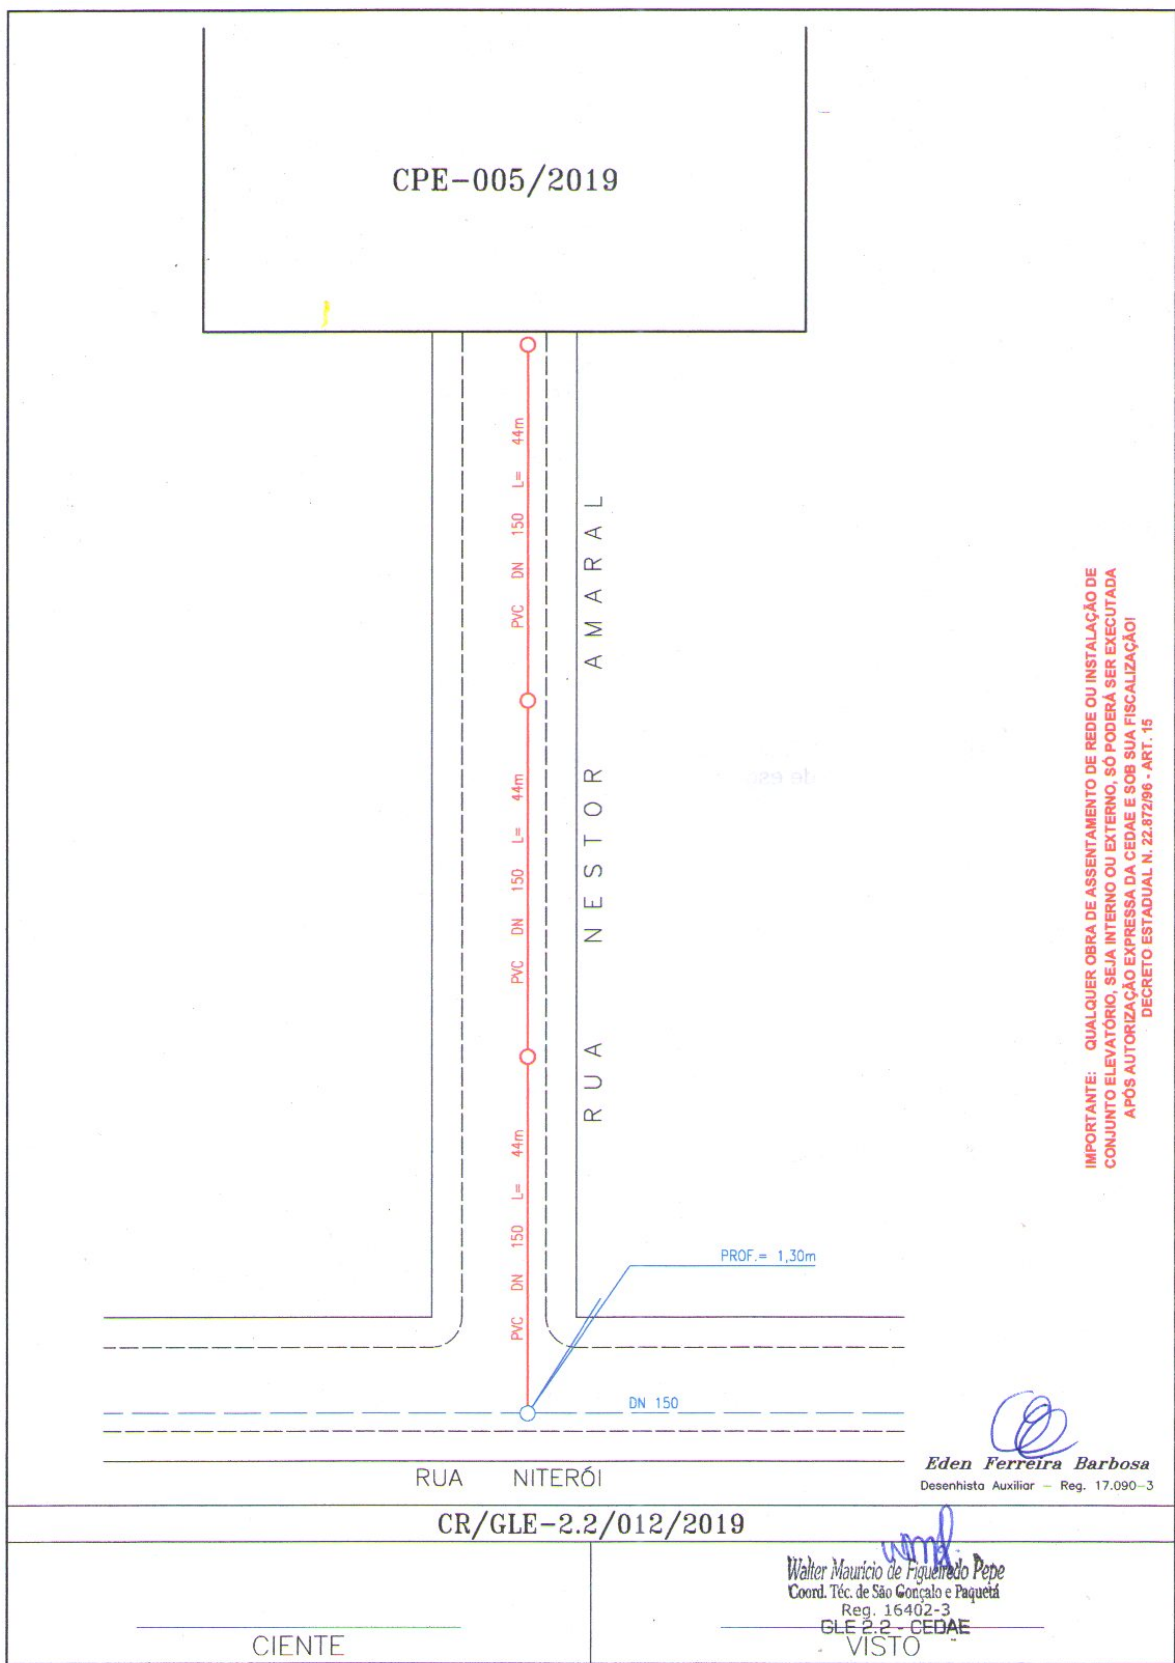 CPE-005/2019
PVC DN 150 L= 44m
PVC DN 150 L= 44m
PVC DN 150 L= 44m
RUA NESTOR AMARAL
IMPORTANTE: QUALQUER OBRA DE ASSENTAMENTO DE REDE OU INSTALAÇÃO DE
CONJUNTO ELEVATÓRIO, SEJA INTERNO OU EXTERNO, SÓ PODERÁ SER EXECUTADA
APÓS AUTORIZAÇÃO EXPRESSA DA CEDAE E SOB SUA FISCALIZAÇÃO!
DECRETO ESTADUAL N. 22.872/96 - ART. 15
PROF.= 1,30m
DN 150
RUA NITERÓI
Eden Ferreira Barbosa
Desenhista Auxiliar - Reg. 17.090-3
CR/GLE-2.2/012/2019
Walter Maurício de Figueiredo Pepe
Coord. Téc. de São Gonçalo e Paquetá
Reg. 16402-3
GLE 2.2 - CEDAE
CIENTE
VISTO